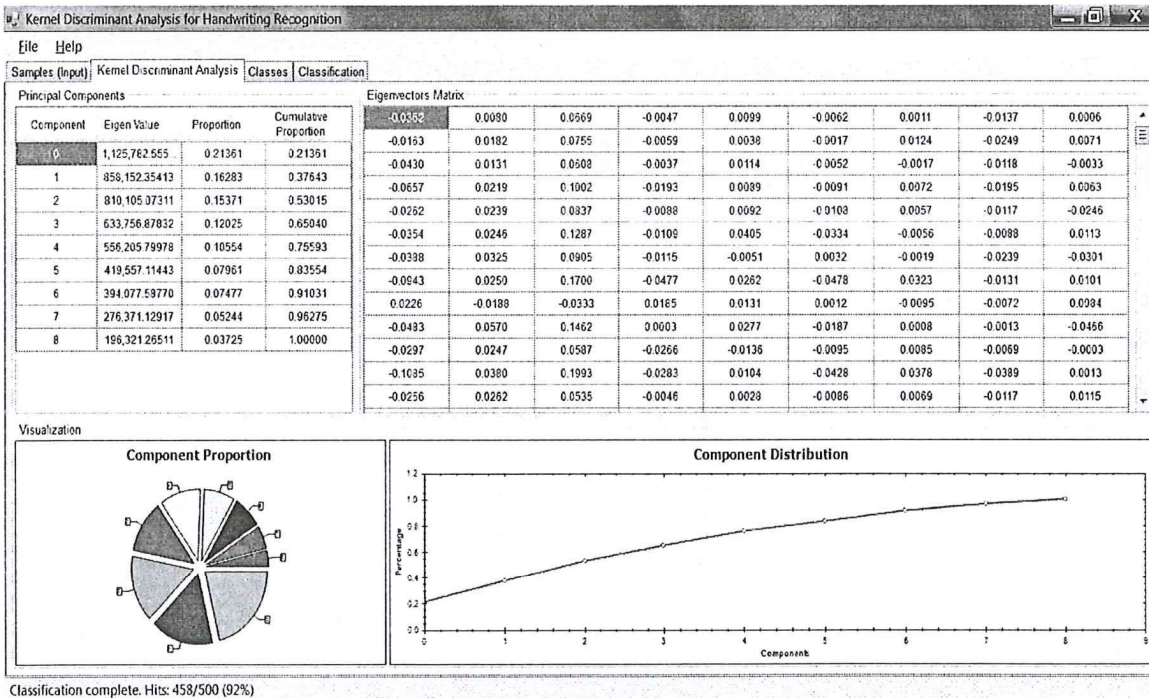 Kernel Discriminant Analysis for Handwriting Recognition
File Help
Samples (Input) Kernel Discriminant Analysis Classes Classification
Principal Components
Component Eigen Value Proportion Cumulative Proportion
1,125,782.555... 0.21361 0.21361
1 858,152.35413 0.16283 0.37643
2 810,105.07311 0.15371 0.53015
3 633,756.87832 0.12025 0.65040
4 556,205.79978 0.10554 0.75593
5 419,557.11443 0.07961 0.83554
6 394,077.58770 0.07477 0.91031
7 276,371.12917 0.05244 0.96275
8 196,321.26511 0.03725 1.00000
Eigenvectors Matrix
-0.0362 0.0080 0.0569 -0.0047 0.0099 -0.0062 0.0011 -0.0137 0.0006
-0.0163 0.0182 0.0755 -0.0059 0.0038 -0.0017 0.0124 -0.0249 0.0071
-0.0430 0.0131 0.0608 -0.0037 0.0114 -0.0052 -0.0017 -0.0118 -0.0033
-0.0657 0.0219 0.1002 -0.0193 0.0089 -0.0091 0.0072 -0.0195 0.0063
-0.0262 0.0239 0.0837 -0.0088 0.0092 -0.0108 0.0057 -0.0117 -0.0246
-0.0354 0.0246 0.1287 -0.0109 0.0405 -0.0334 -0.0056 -0.0088 0.0113
-0.0388 0.0325 0.0905 -0.0115 -0.0051 0.0032 -0.0019 -0.0239 -0.0301
-0.0943 0.0250 0.1700 -0.0477 0.0262 -0.0478 0.0323 -0.0131 0.0101
0.0226 -0.0188 -0.0333 0.0185 0.0131 0.0012 -0.0095 -0.0072 0.0084
-0.0483 0.0570 0.1462 0.0003 0.0277 -0.0187 0.0008 -0.0013 -0.0466
-0.0297 0.0247 0.0587 -0.0266 -0.0136 -0.0095 0.0085 -0.0069 -0.0003
-0.1085 0.0380 0.1993 -0.0283 0.0104 -0.0428 0.0378 -0.0389 0.0013
-0.0256 0.0262 0.0535 -0.0046 0.0028 -0.0086 0.0069 -0.0117 0.0115
Visualization
Component Proportion
Component Distribution
Percentage
1.2
1.0
0.8
0.6
0.4
0.2
0.0
0 1 2 3 4 5 6 7 8 9
Components
Classification complete. Hits: 458/500 (92%)